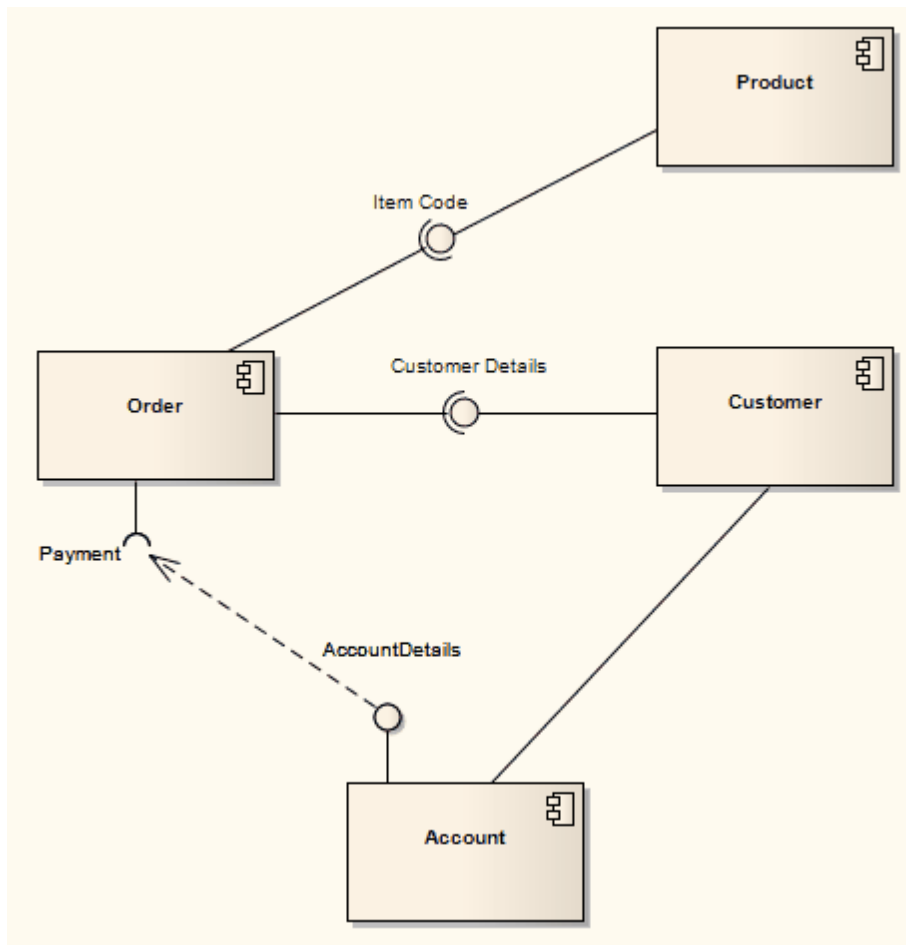 Product
Item Code
Customer Details
Order
Customer
Payment
AccountDetails
Account